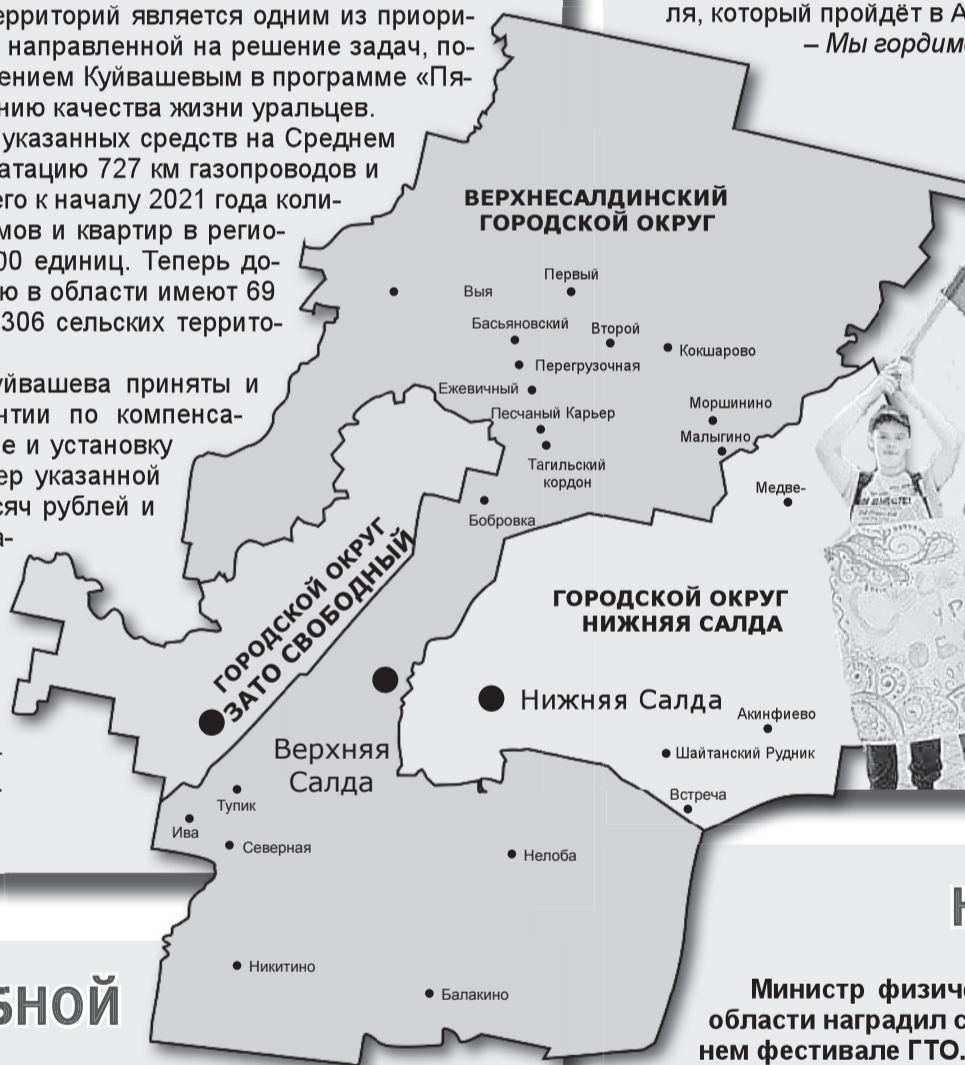 ерриторий является одним из приори-
направленной на решение задач, по-
ением Куйвашевым в программе «Пя-
нию качества жизни уральцев.
указанных средств на Среднем
атацию 727 км газопроводов и
его к началу 2021 года коли-
мов и квартир в регио-
00 единиц. Теперь до-
ю в области имеют 69
306 сельских террито-
уйвашева приняты и
нтии по компенса-
е и установку
ер указанной
сяч рублей и
а-
ля, который пройдёт в А
– Мы гордим
ВЕРХНЕСАЛДИНСКИЙ
ГОРОДСКОЙ ОКРУГ
Первый
Выя
Басьяновский
Второй
Кокшарово
Перегрузочная
Ежевичный
Моршинино
Песчаный Карьер
Малыгино
Тагильский
кордон
Медве-
Бобровка
ГОРОДСКОЙ ОКРУГ
ЗАТО СВОБОДНЫЙ
ГОРОДСКОЙ ОКРУГ
НИЖНЯЯ САЛДА
Нижняя Салда
Акинфиево
Шайтанский Рудник
Верхняя
Салда
Встреча
Тупик
Ива
Северная
Нелоба
Никитино
Балакино
БНОЙ
Н
Министр физиче
области наградил с
нем фестивале ГТО.